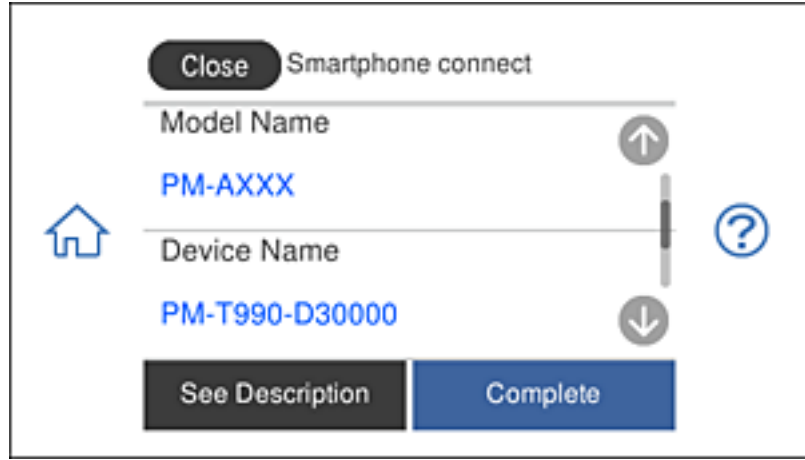 Close Smartphone connect
Model Name
PM-AXXX
Device Name
PM-T990-D30000
See Description Complete